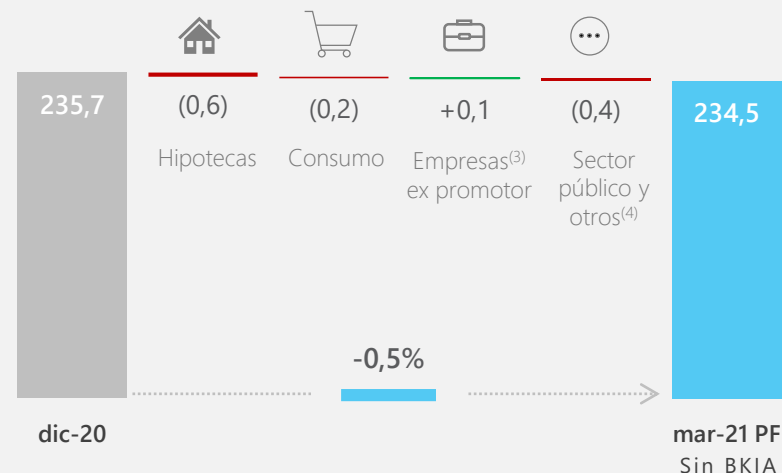 235,7
(0,6)
(0,2)
+0,1
(0,4)
234,5
Hipotecas
Consumo
Empresas(3)
ex promotor
Sector
público y
otros(4)
-0,5%
dic-20
mar-21 PF
Sin BKIA